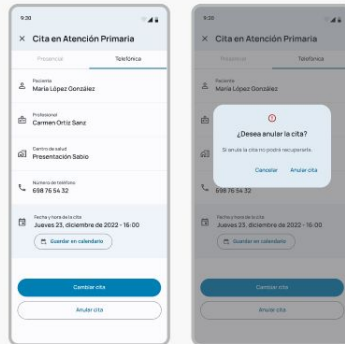 9:30
Cita en Atención Primaria
Presencial
Telefónica
Paciente
María López González
Profesional
Carmen Ortiz Sanz
Centro de salud
Presentación Sabio
Número de teléfono
698 76 54 32
Fecha y hora de la cita
Jueves 23, diciembre de 2022 - 16:00
Guardar en calendario
Cambiar cita
Anular cita
9:30
Cita en Atención Primaria
Presencial
Telefónica
Paciente
María López González
¿Desea anular la cita?
Si anula la cita no podrá recuperarla.
Cancelar
Anular cita
698 76 54 32
Fecha y hora de la cita
Jueves 23, diciembre de 2022 - 16:00
Guardar en calendario
Cambiar cita
Anular cita